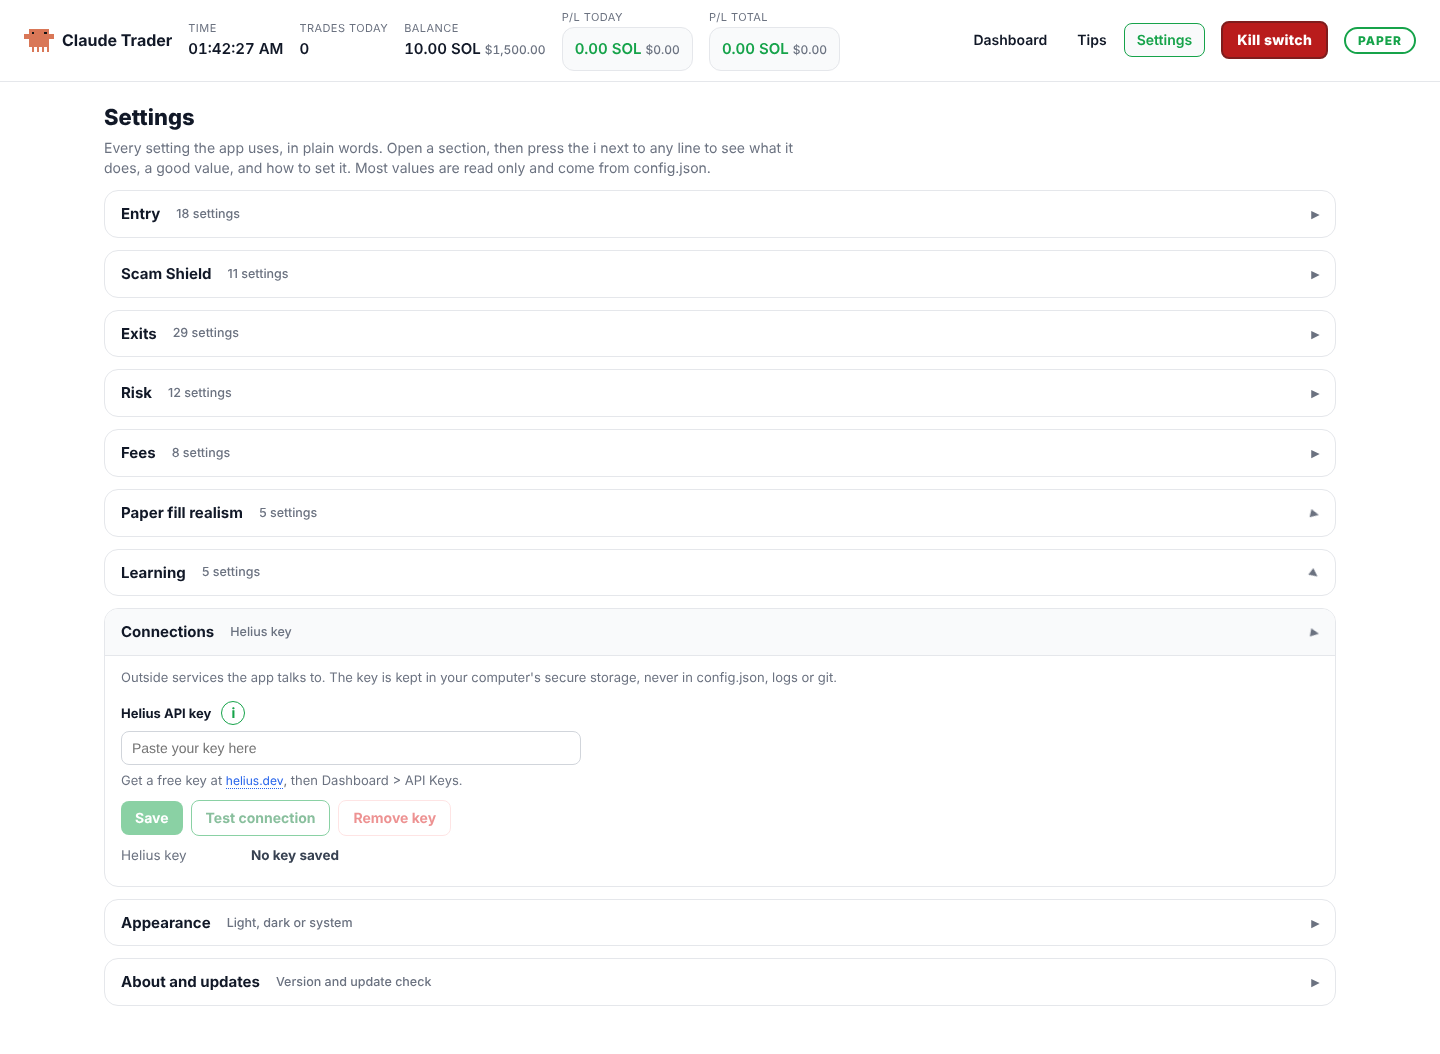 Claude Trader
TIME
01:42:27 AM
TRADES TODAY
0
BALANCE
10.00 SOL $1,500.00
P/L TODAY
0.00 SOL $0.00
P/L TOTAL
0.00 SOL $0.00
Dashboard
Tips
Settings
Kill switch
PAPER
Settings
Every setting the app uses, in plain words. Open a section, then press the i next to any line to see what it
does, a good value, and how to set it. Most values are read only and come from config.json.
Entry 18 settings
Scam Shield 11 settings
Exits 29 settings
Risk 12 settings
Fees 8 settings
Paper fill realism 5 settings
Learning 5 settings
Connections Helius key
Outside services the app talks to. The key is kept in your computer's secure storage, never in config.json, logs or git.
Helius API key i
Paste your key here
Get a free key at helius.dev, then Dashboard > API Keys.
Save Test connection Remove key
Helius key No key saved
Appearance Light, dark or system
About and updates Version and update check